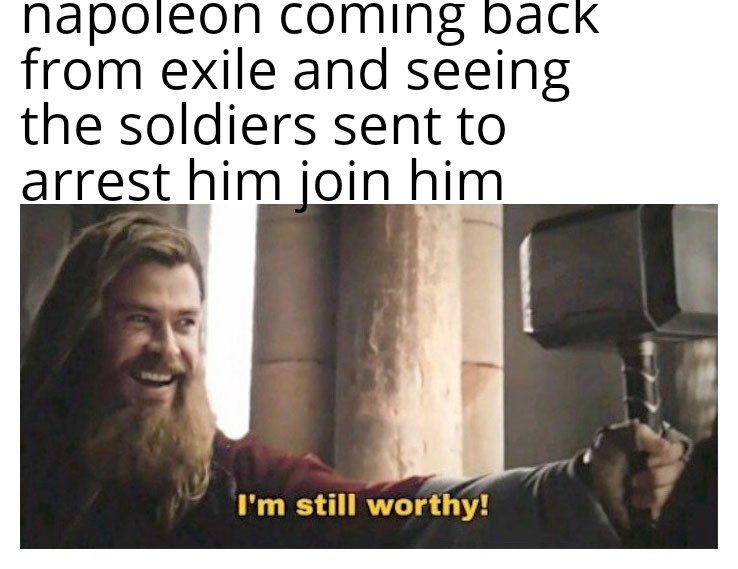 napoleon coming back
from exile and seeing
the soldiers sent to
arrest him join him
I'm still worthy!